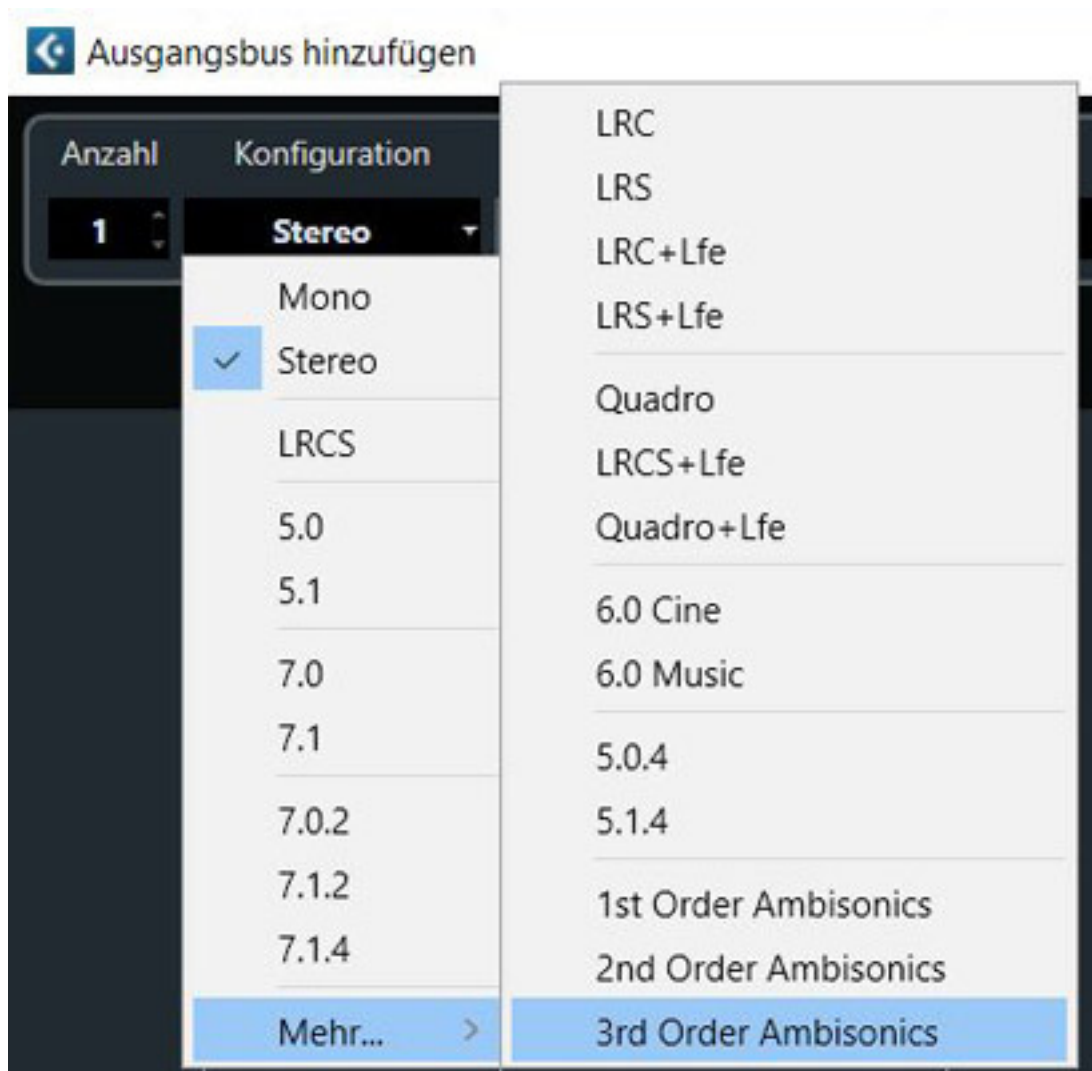 Ausgangsbus hinzufügen
Anzahl
Konfiguration
1
Stereo
Mono
Stereo
LRCS
5.0
5.1
7.0
7.1
7.0.2
7.1.2
7.1.4
Mehr...
LRC
LRS
LRC+Lfe
LRS+Lfe
Quadro
LRCS+Lfe
Quadro+Lfe
6.0 Cine
6.0 Music
5.0.4
5.1.4
1st Order Ambisonics
2nd Order Ambisonics
3rd Order Ambisonics